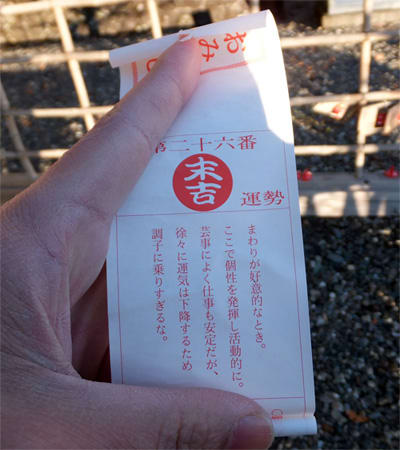 おみ
第二十六番
末吉
運勢
まわりが好意的なとき。
ここで個性を発揮し活動的に。
芸事によく仕事も安定だが、
徐々に運気は下降するため
調子に乗りすぎるな。